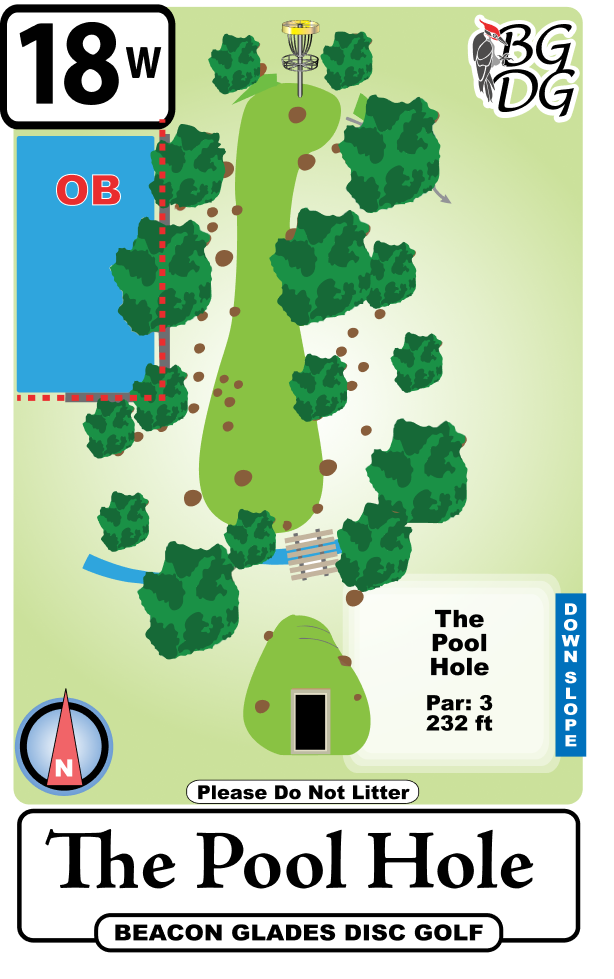 18 W
BG
DG
OB
The
Pool
Hole
Par: 3
232 ft
DOWN SLOPE
N
Please Do Not Litter
The Pool Hole
BEACON GLADES DISC GOLF